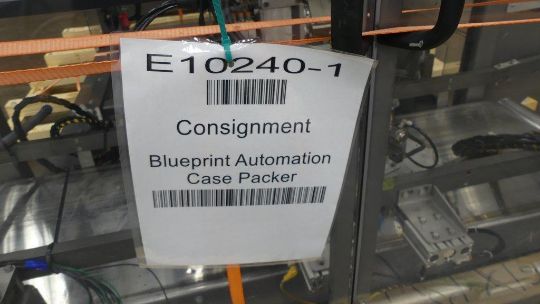 E10240-1
Consignment
Blueprint Automation
Case Packer